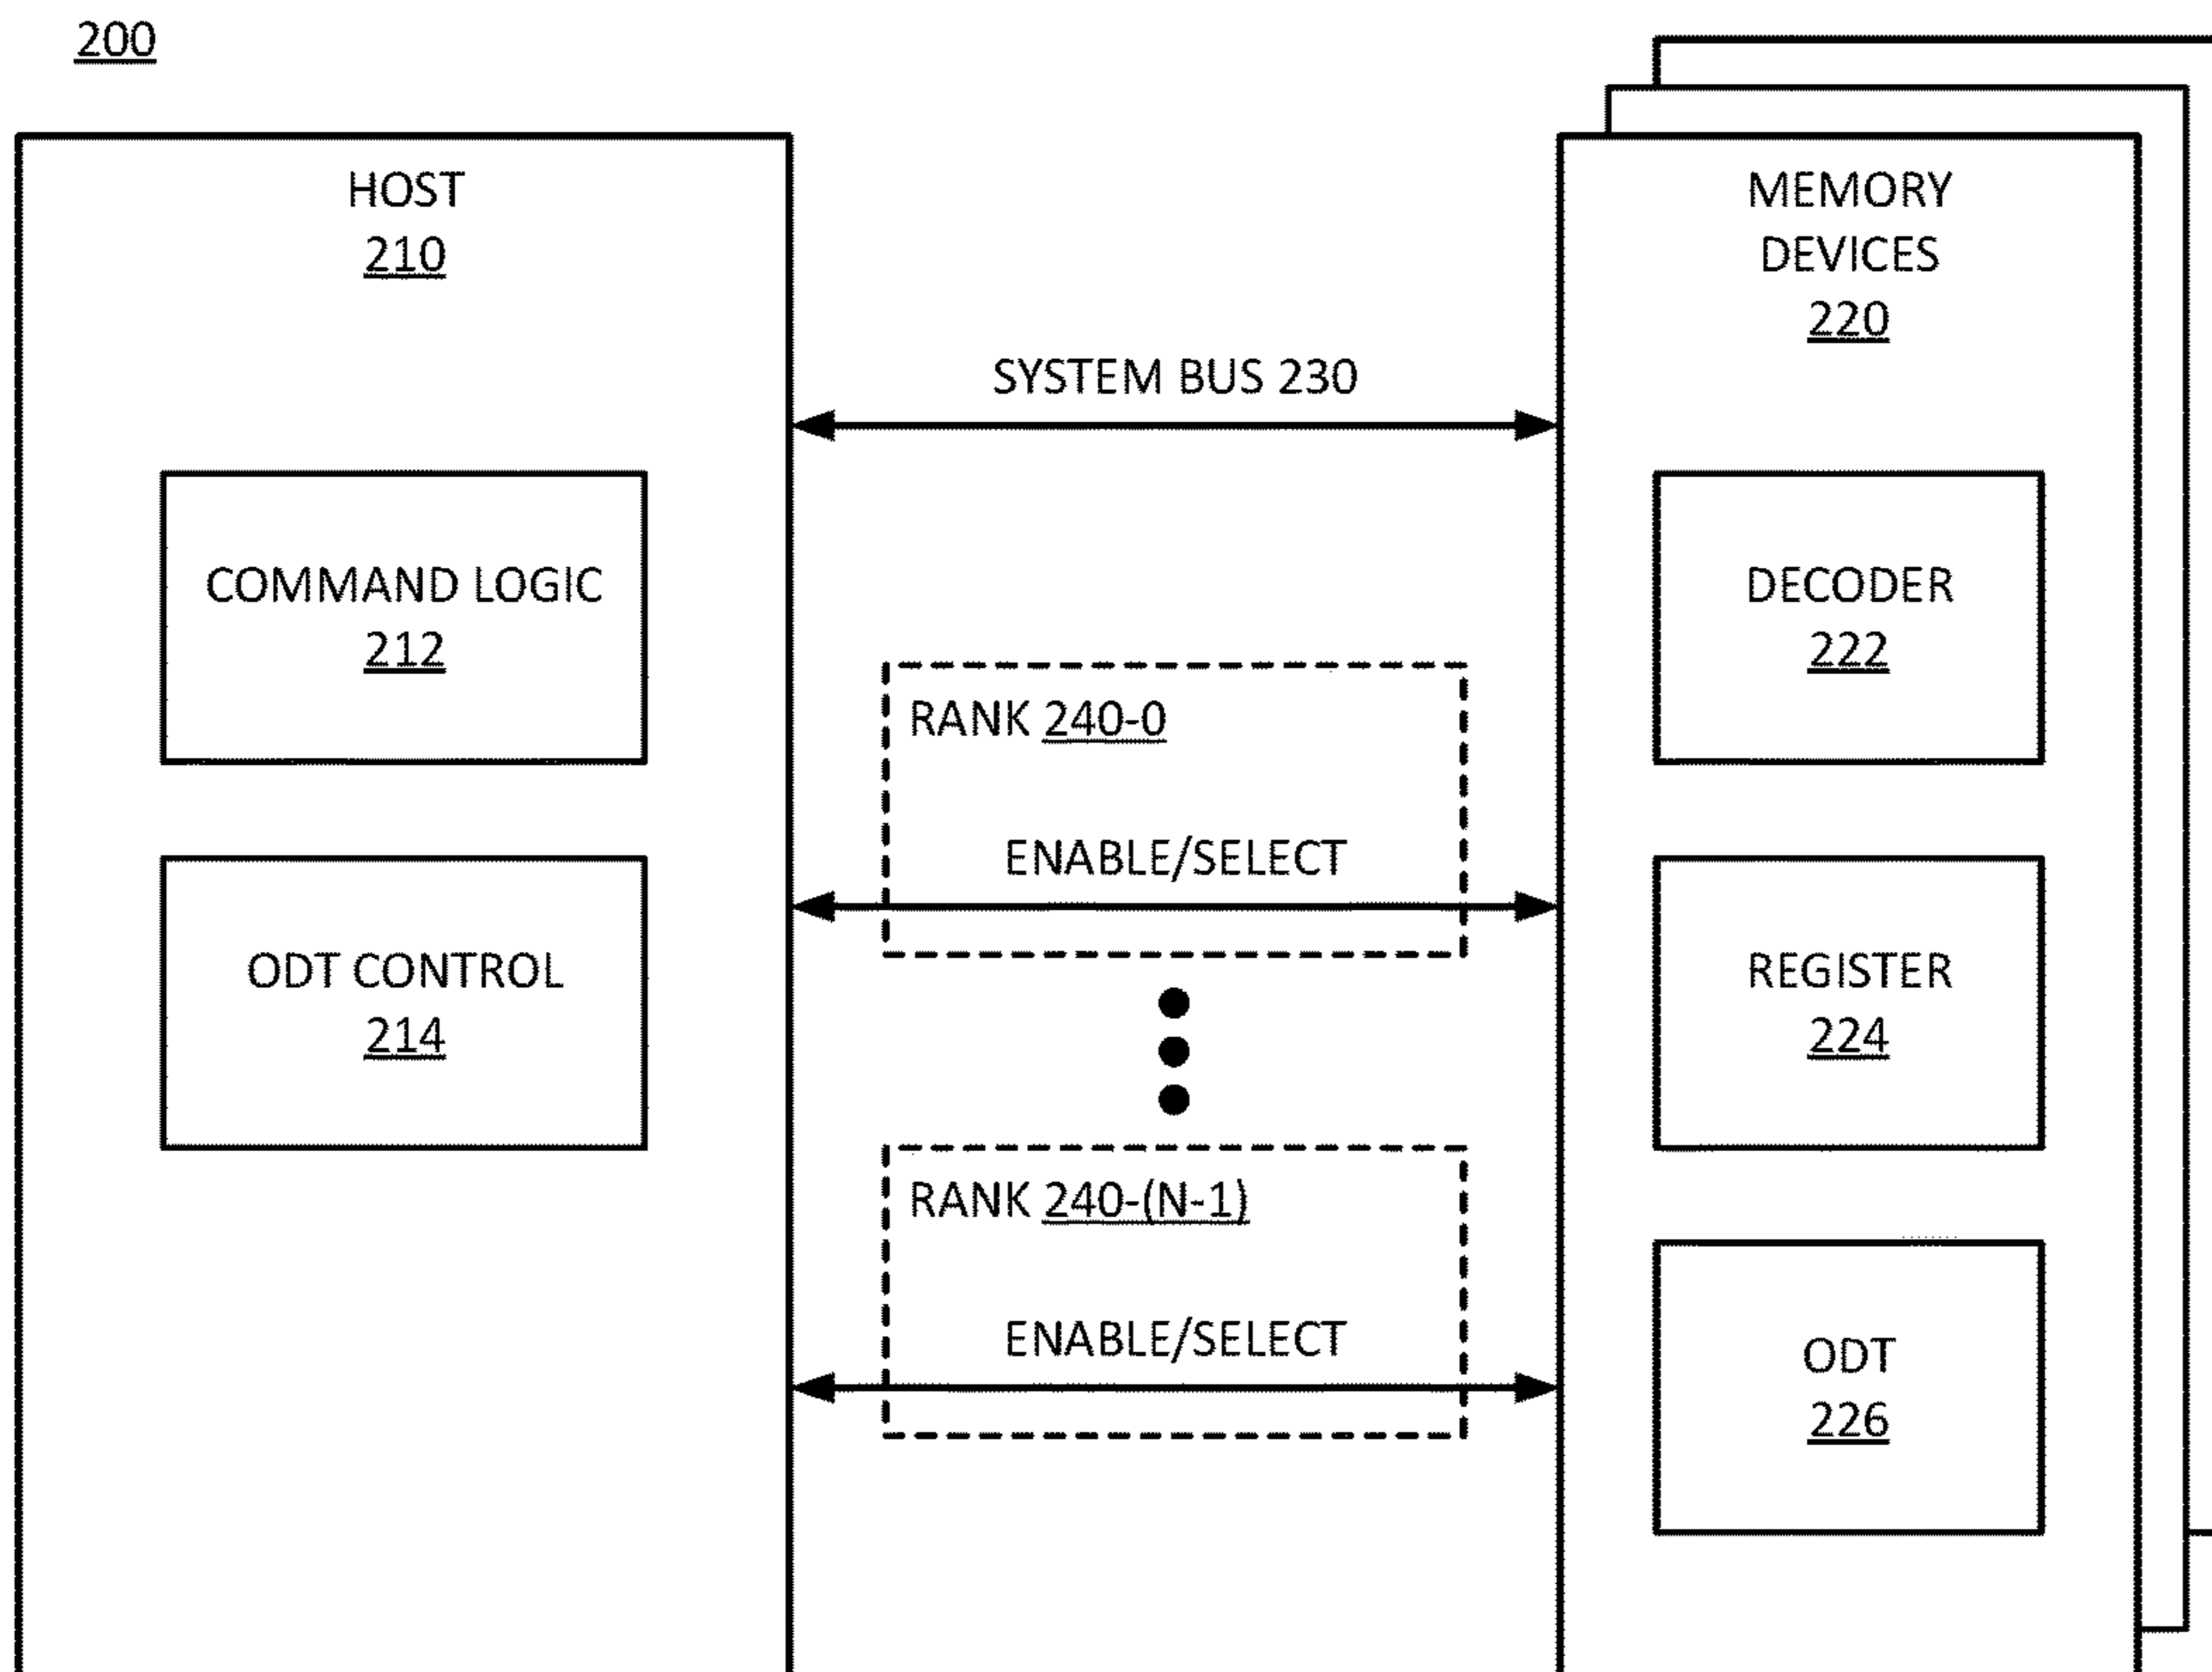 200
HOST
210
MEMORY
DEVICES
220
SYSTEM BUS 230
COMMAND LOGIC
212
DECODER
222
RANK 240-0
ENABLE/SELECT
ODT CONTROL
214
REGISTER
224
RANK 240-(N-1)
ENABLE/SELECT
ODT
226